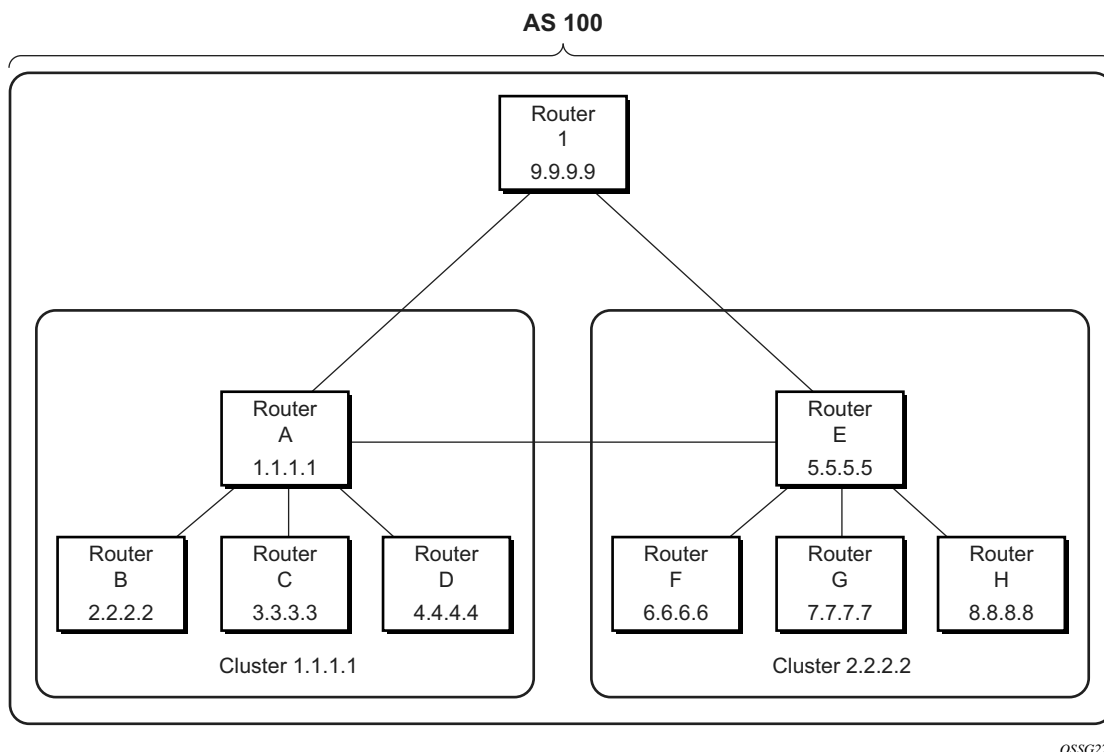 AS 100
Router
1
9.9.9.9
Router
A
1.1.1.1
Router
E
5.5.5.5
Router
B
2.2.2.2
Router
C
3.3.3.3
Router
D
4.4.4.4
Router
F
6.6.6.6
Router
G
7.7.7.7
Router
H
8.8.8.8
Cluster 1.1.1.1
Cluster 2.2.2.2